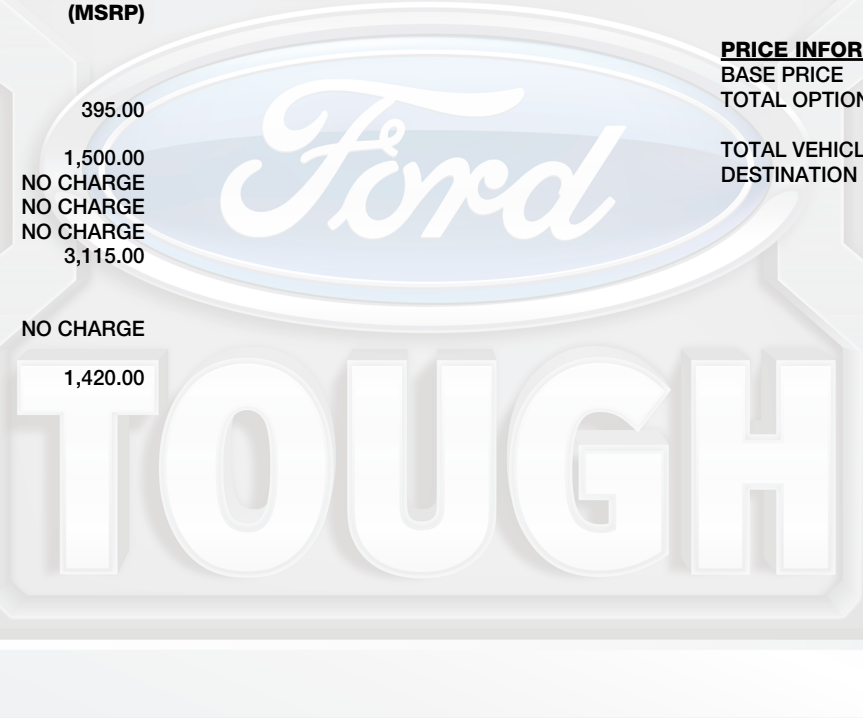 (MSRP)
395.00
1,500.00
NO CHARGE
NO CHARGE
NO CHARGE
3,115.00
NO CHARGE
1,420.00
PRICE INFOR
BASE PRICE
TOTAL OPTION
TOTAL VEHICL
DESTINATION
Ford
TOUGH